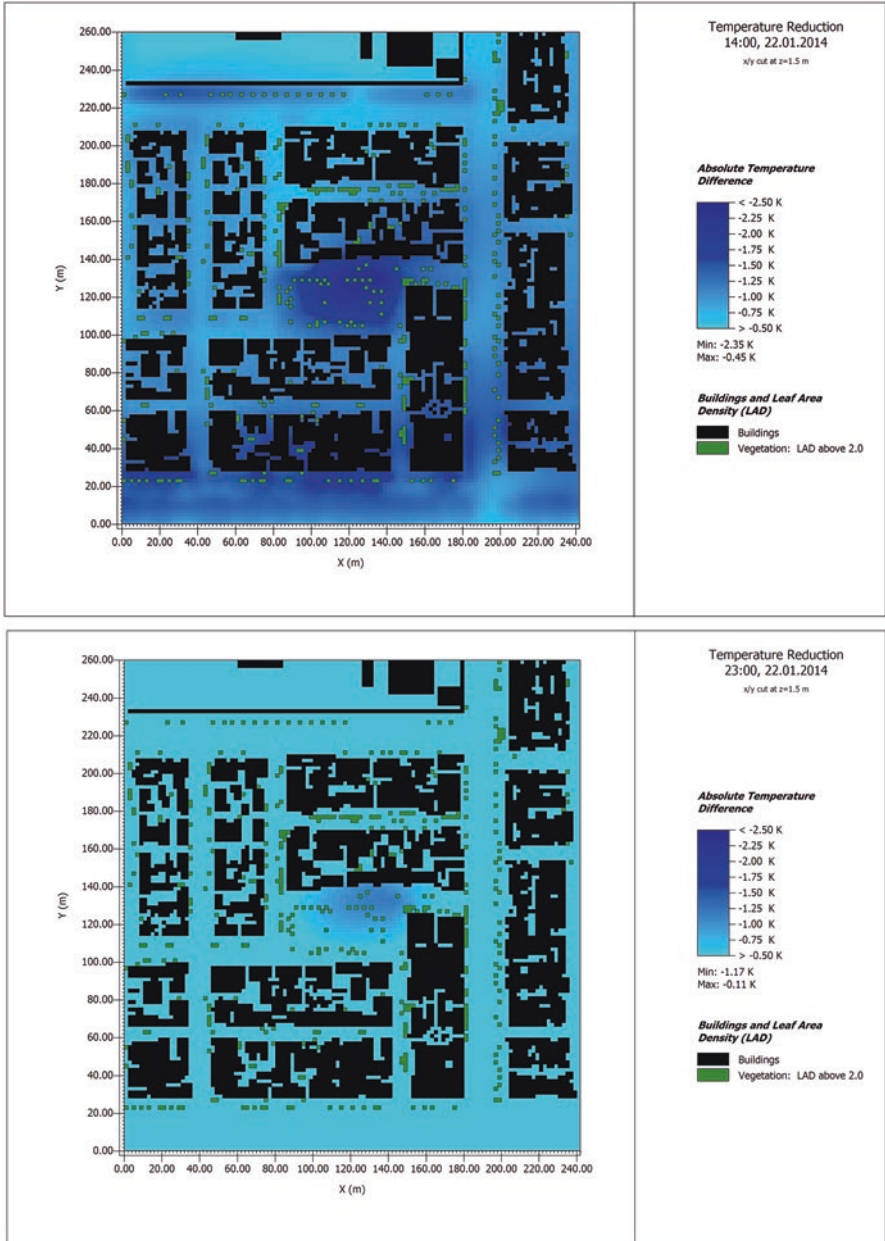 Temperature Reduction
14:00, 22.01.2014
x/y cut at z=1.5 m
260.00
240.00
220.00
200.00
180.00
160.00
140.00
120.00
100.00
80.00
60.00
40.00
20.00
0.00
Y (m)
0.00 20.00 40.00 60.00 80.00 100.00 120.00 140.00 160.00 180.00 200.00 220.00 240.00
X (m)
Absolute Temperature
Difference
< -2.50 K
-2.25 K
-2.00 K
-1.75 K
-1.50 K
-1.25 K
-1.00 K
-0.75 K
> -0.50 K
Min: -2.35 K
Max: -0.45 K
Buildings and Leaf Area
Density (LAD)
Buildings
Vegetation: LAD above 2.0
Temperature Reduction
23:00, 22.01.2014
x/y cut at z=1.5 m
260.00
240.00
220.00
200.00
180.00
160.00
140.00
120.00
100.00
80.00
60.00
40.00
20.00
0.00
Y (m)
0.00 20.00 40.00 60.00 80.00 100.00 120.00 140.00 160.00 180.00 200.00 220.00 240.00
X (m)
Absolute Temperature
Difference
< -2.50 K
-2.25 K
-2.00 K
-1.75 K
-1.50 K
-1.25 K
-1.00 K
-0.75 K
> -0.50 K
Min: -1.17 K
Max: -0.11 K
Buildings and Leaf Area
Density (LAD)
Buildings
Vegetation: LAD above 2.0